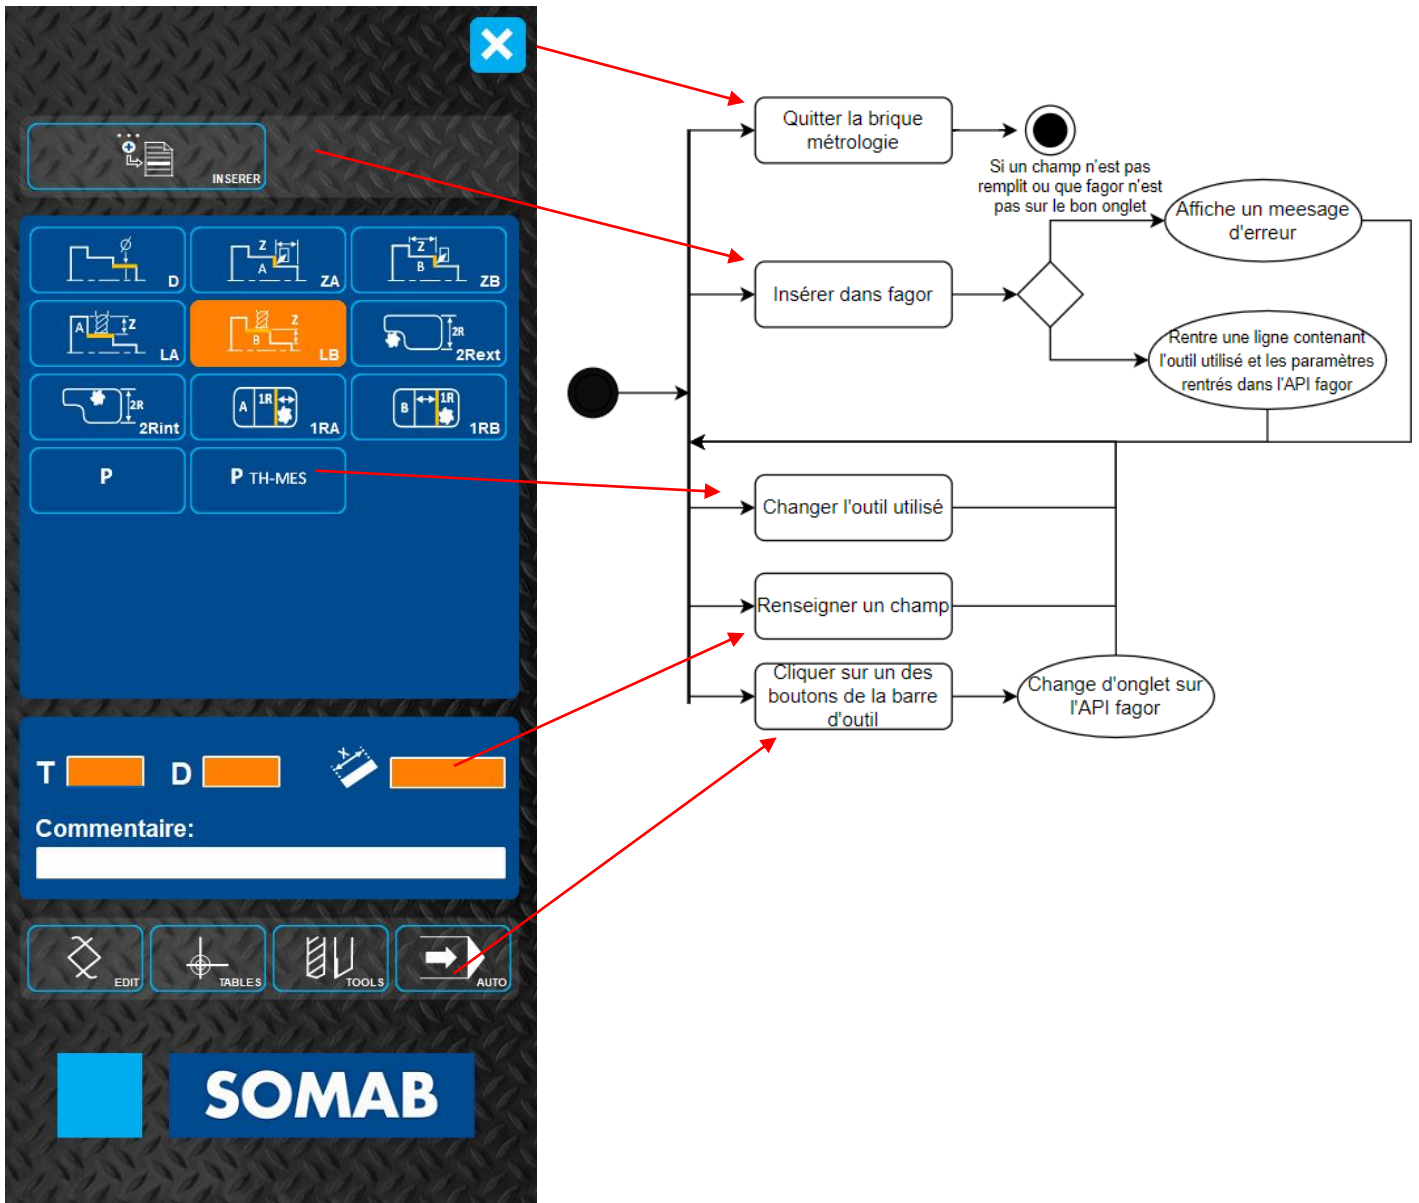 INSERER
Ø
D
Z
A
ZA
Z
B
ZB
A
Z
LA
Z
B
LB
2R
2Rext
2R
2Rint
A
1R
1RA
B
1R
1RB
P
P TH-MES
T
D
X
Commentaire:
EDIT
TABLES
TOOLS
AUTO
SOMAB
Quitter la brique
métrologie
Si un champ n'est pas
remplit ou que fagor n'est
pas sur le bon onglet
Affiche un meesage
d'erreur
Insérer dans fagor
Rentre une ligne contenant
l'outil utilisé et les paramètres
rentrés dans l'API fagor
Changer l'outil utilisé
Renseigner un champ
Cliquer sur un des
boutons de la barre
d'outil
Change d'onglet sur
l'API fagor